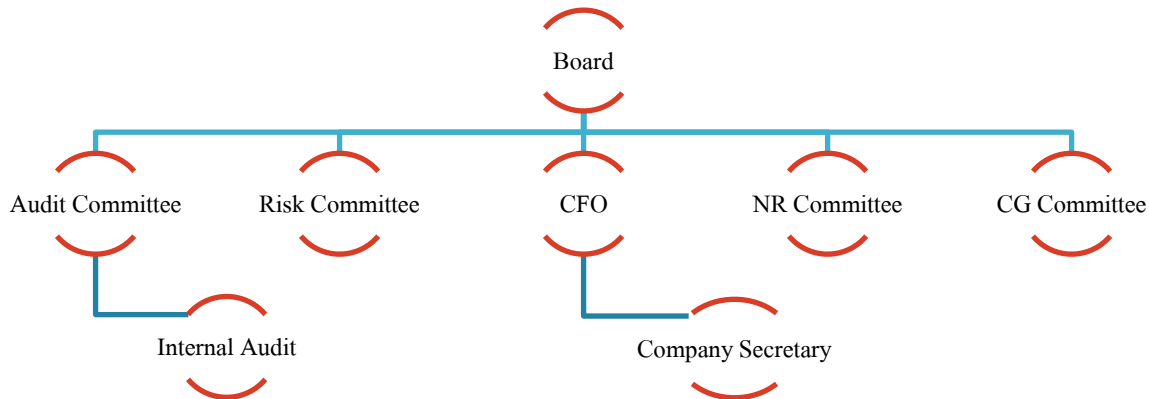 Board
Audit Committee
Risk Committee
CFO
NR Committee
CG Committee
Internal Audit
Company Secretary